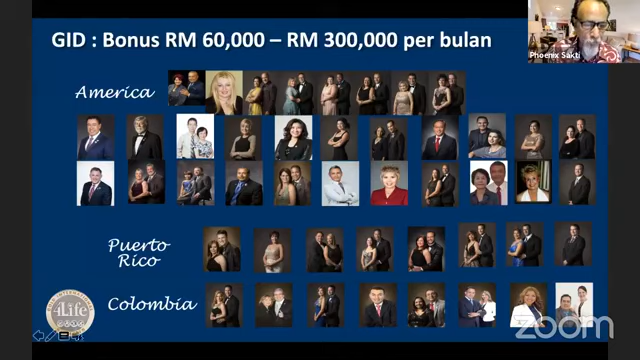 GID : Bonus RM 60,000 – RM 300,000 per bulan
Phoenix Sakti
America
Puerto
Rico
Colombia
4Life
zoom